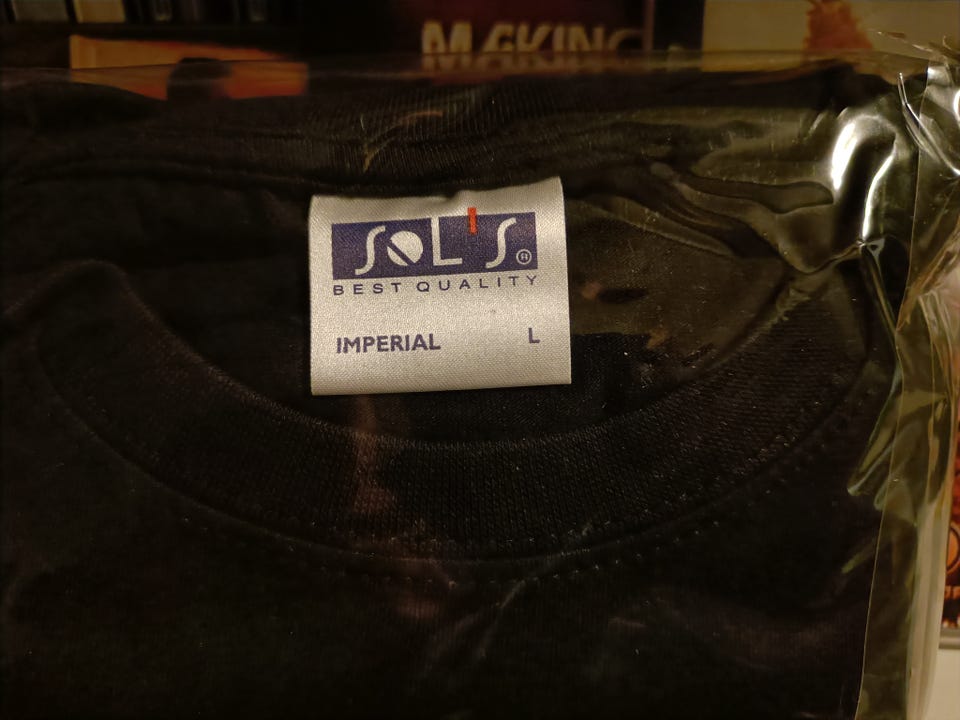 MAKING
SOL'S®
BEST QUALITY
IMPERIAL L